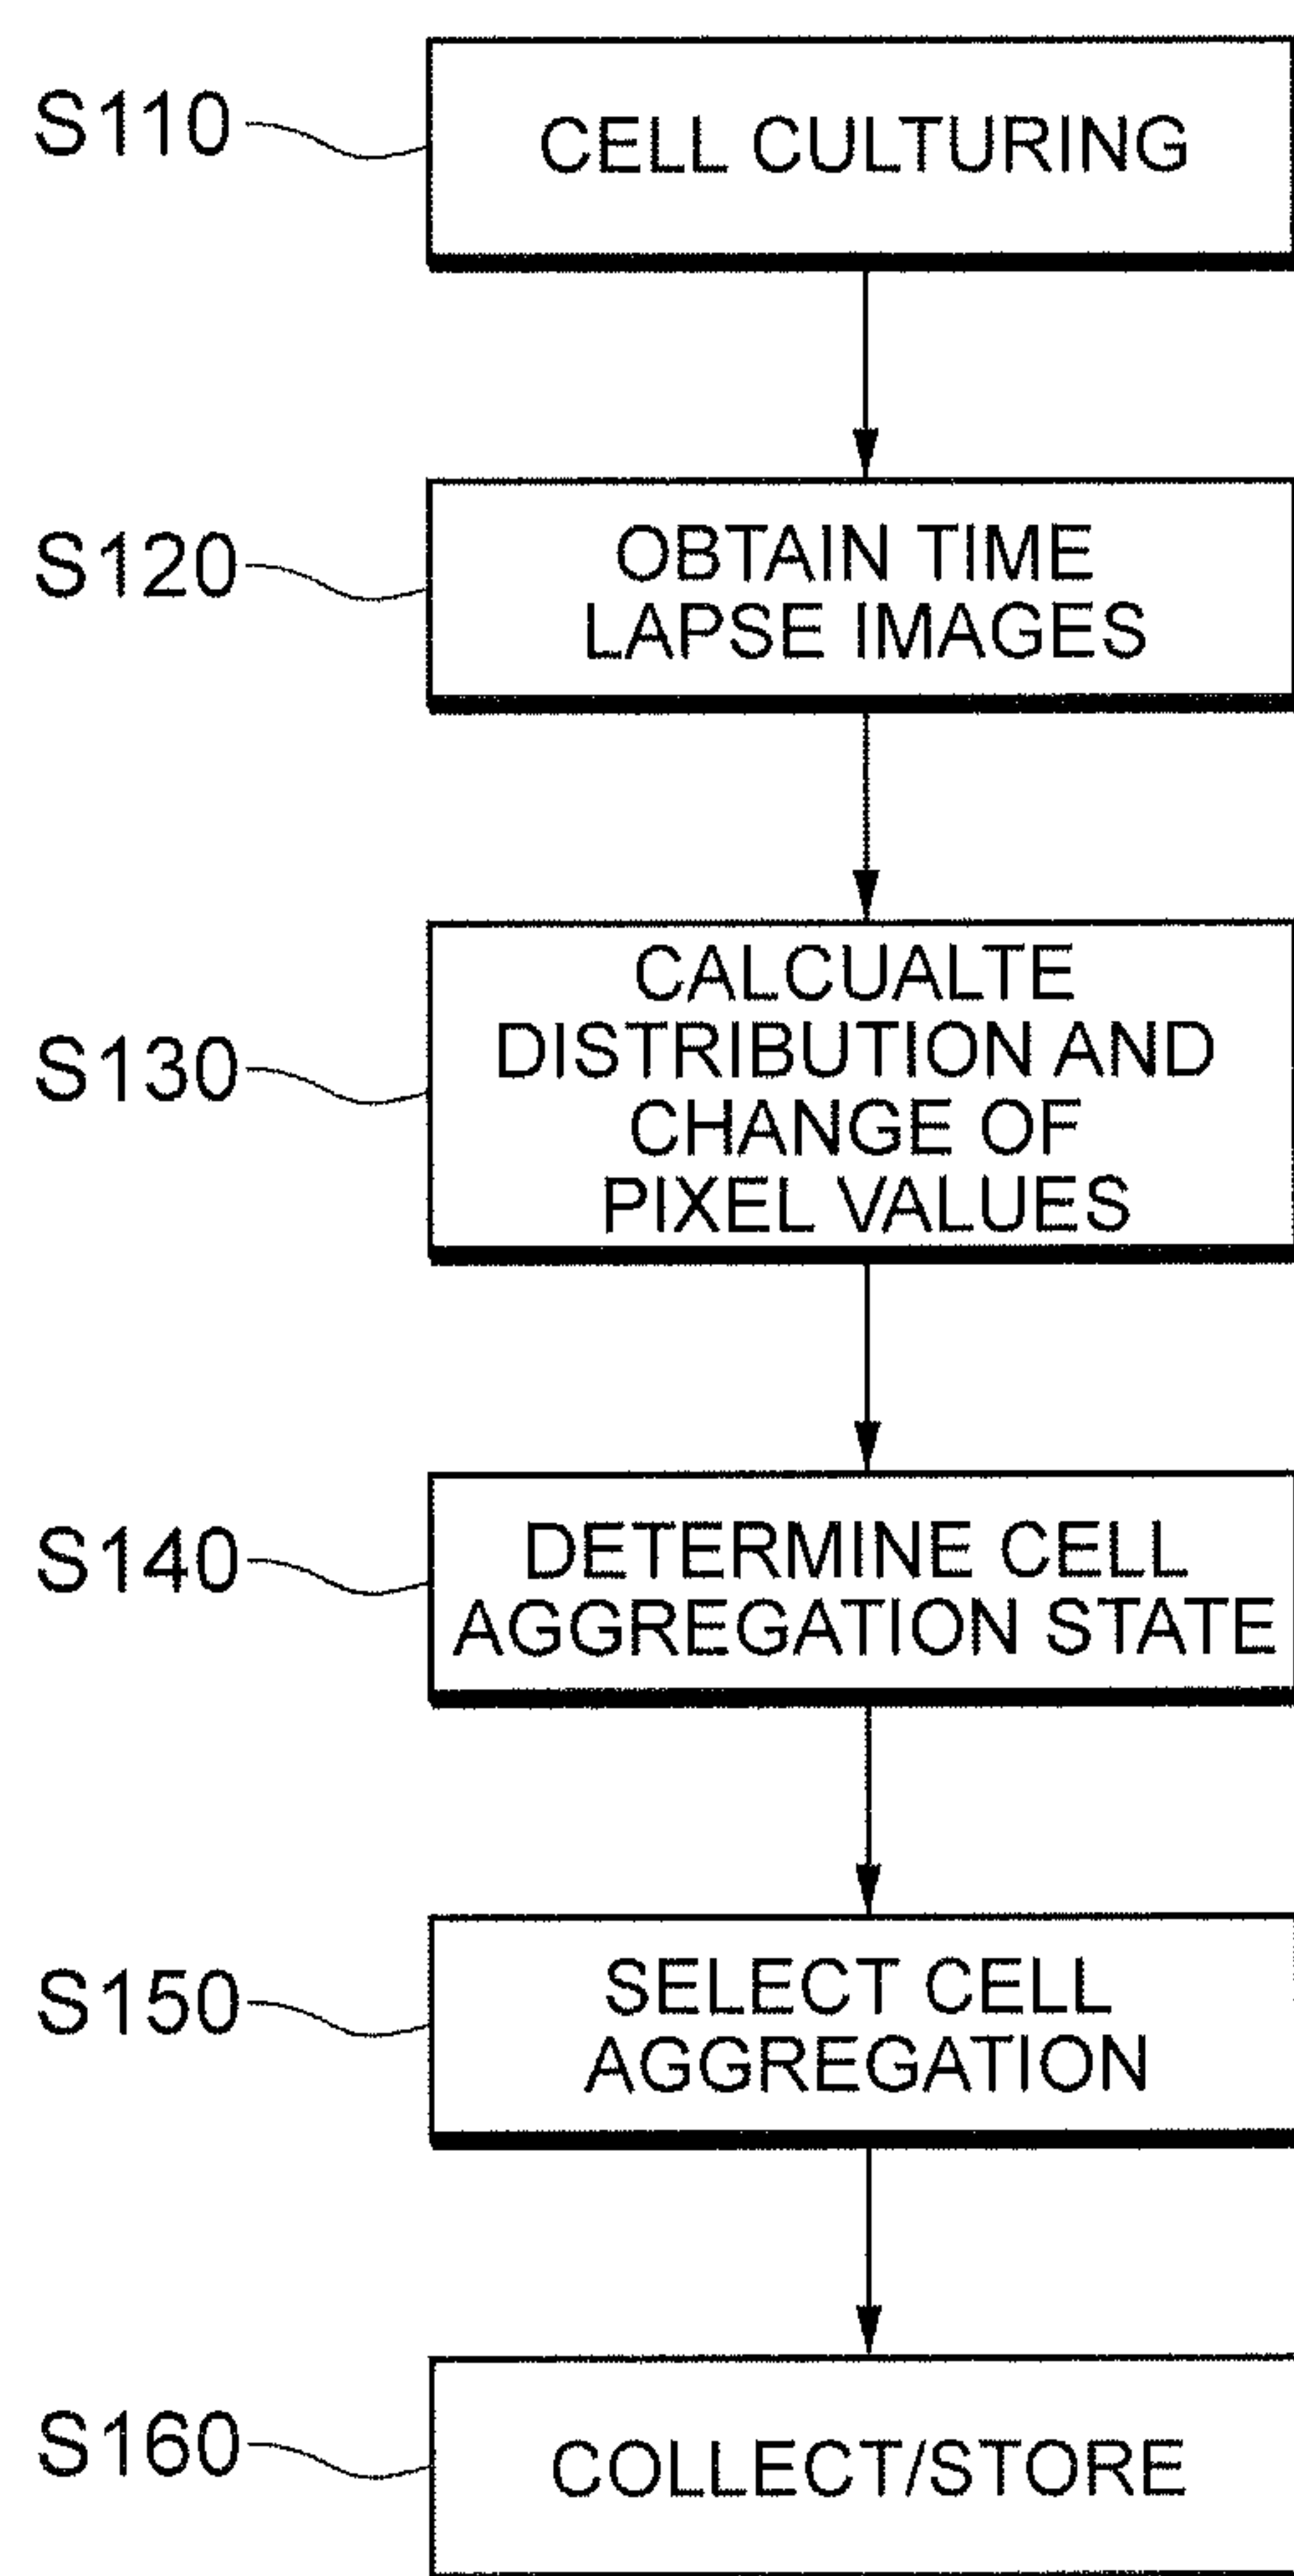 S110
CELL CULTURING
S120
OBTAIN TIME
LAPSE IMAGES
S130
CALCUALTE
DISTRIBUTION AND
CHANGE OF
PIXEL VALUES
S140
DETERMINE CELL
AGGREGATION STATE
S150
SELECT CELL
AGGREGATION
S160
COLLECT/STORE